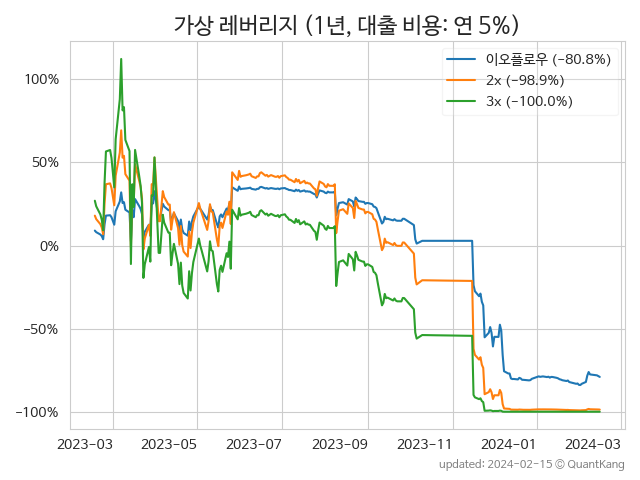 가상 레버리지 (1년, 대출 비용: 연 5%)
이오플로우 (−80.8%)
2x (−98.9%)
3x (−100.0%)
100%
50%
0%
−50%
−100%
2023-03 2023-05 2023-07 2023-09 2023-11 2024-01 2024-03
updated: 2024-02-15 © QuantKang